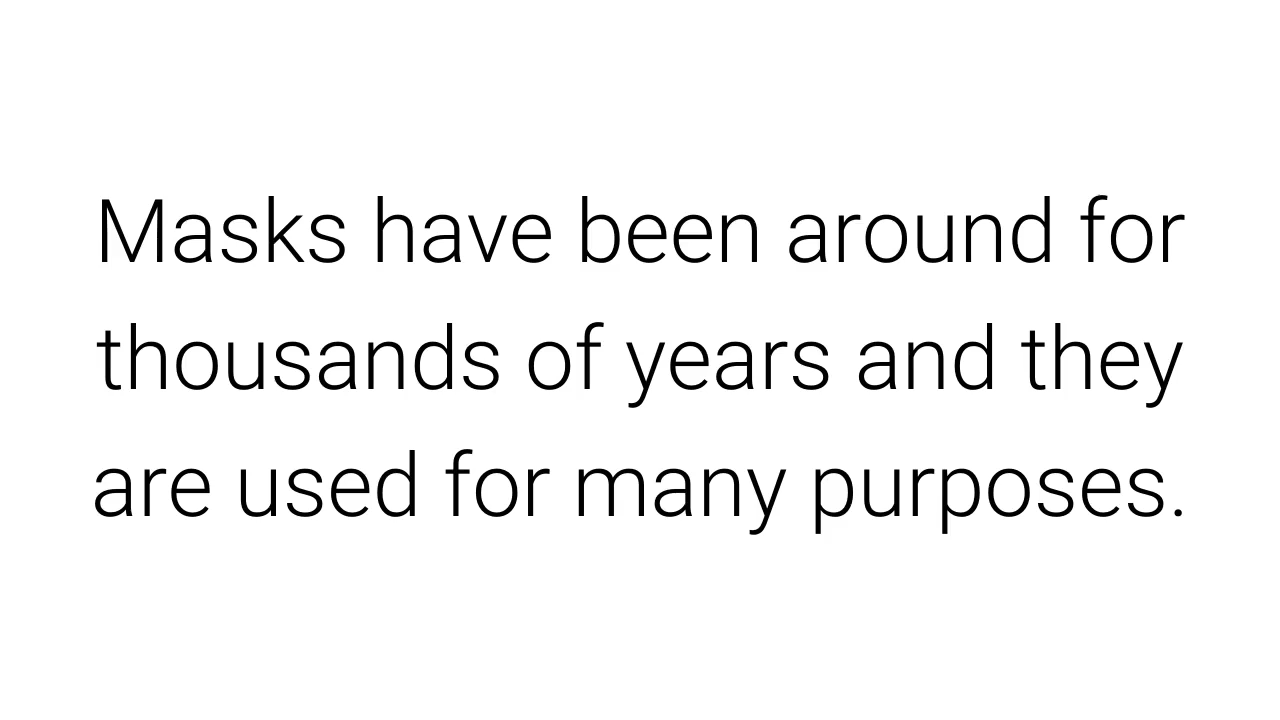 Masks have been around for
thousands of years and they
are used for many purposes.